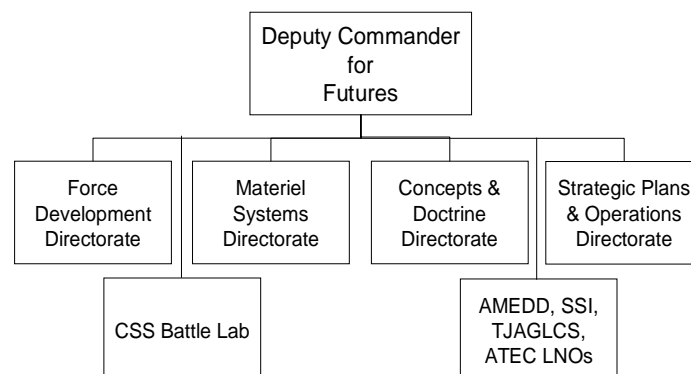 Deputy Commander
for
Futures
Force
Development
Directorate
Materiel
Systems
Directorate
Concepts &
Doctrine
Directorate
Strategic Plans
& Operations
Directorate
CSS Battle Lab
AMEDD, SSI,
TJAGLCS,
ATEC LNOs